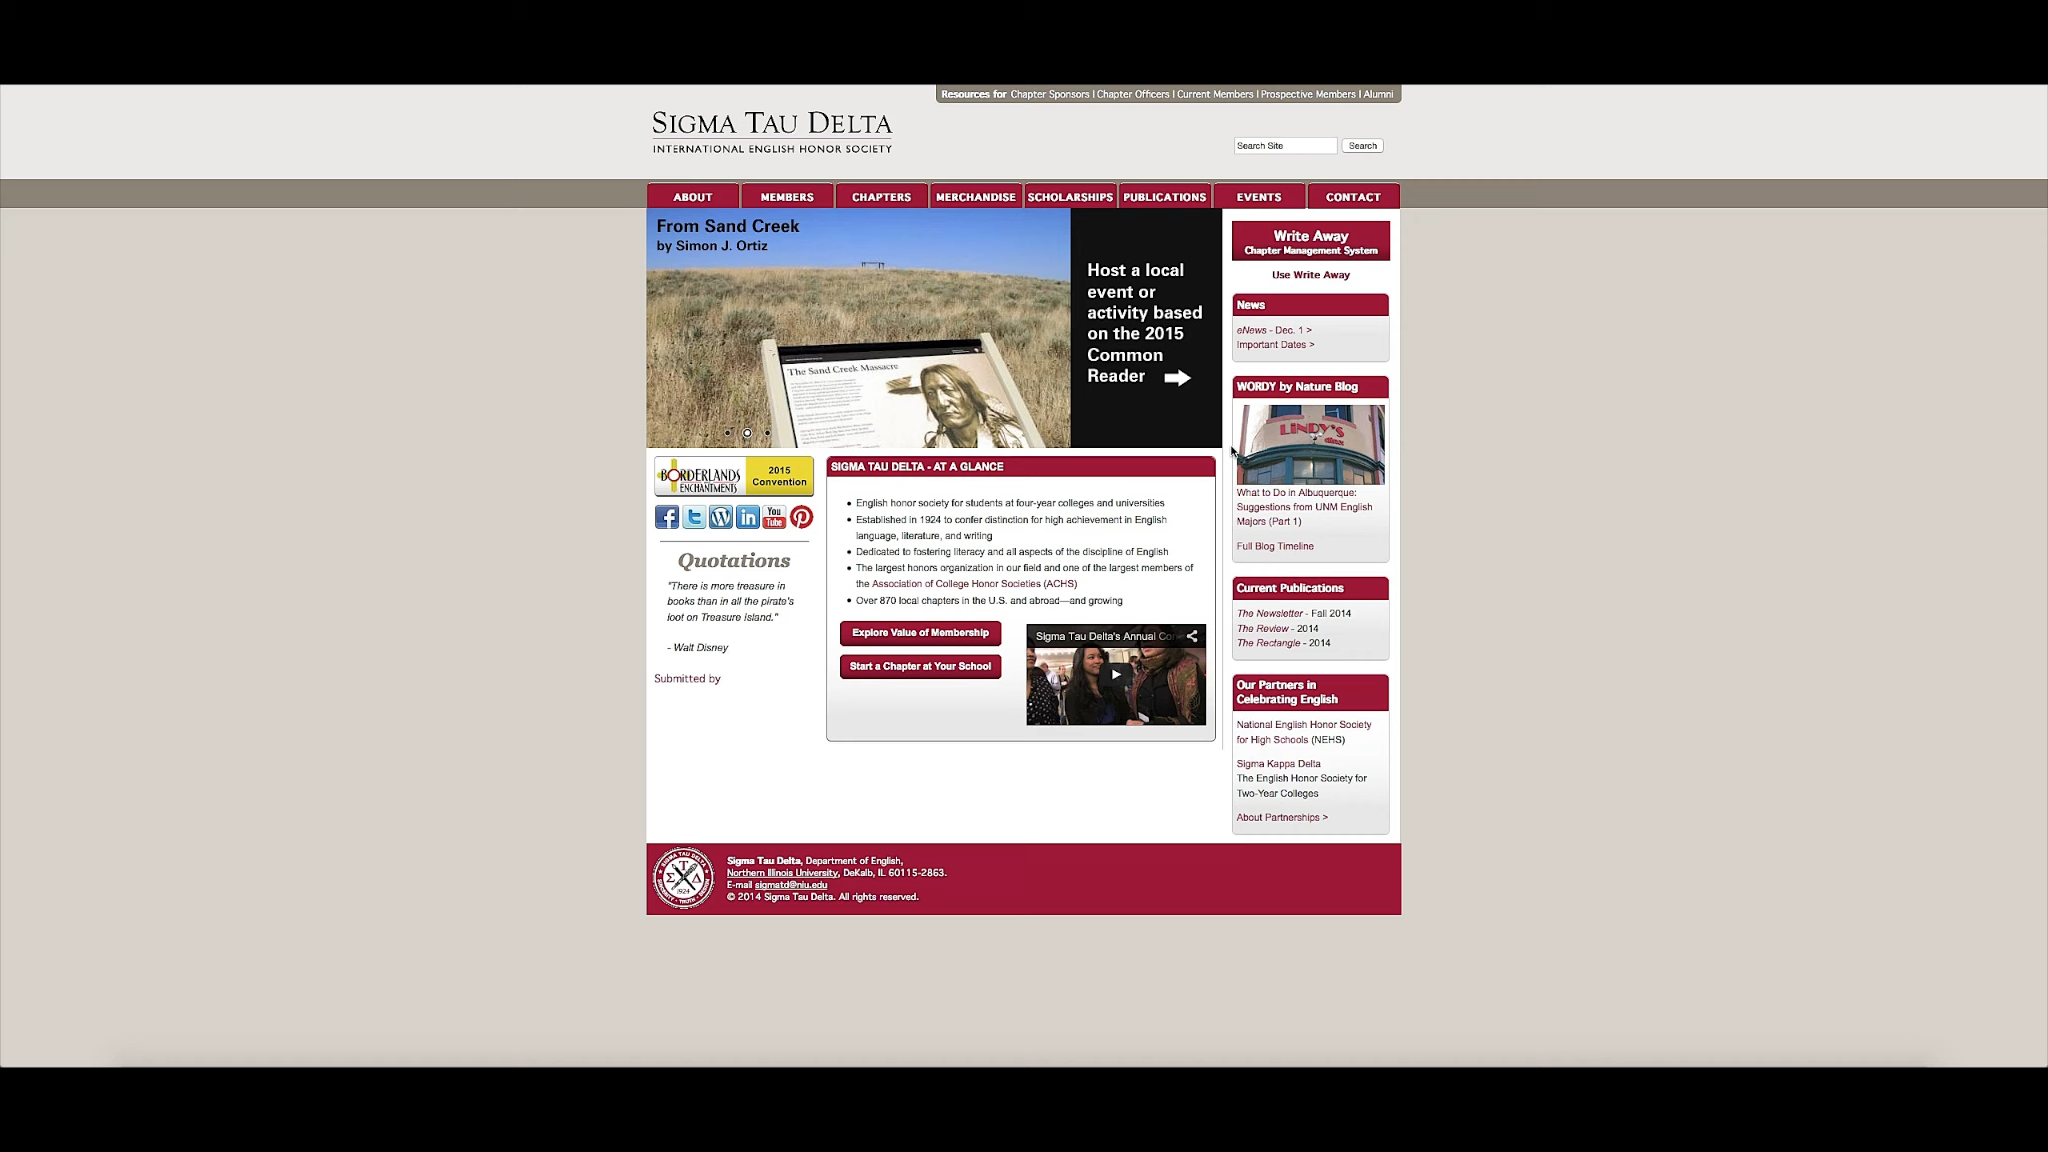 Resources for Chapter Sponsors | Chapter Officers | Current Members | Prospective Members | Alumni
SIGMA TAU DELTA
INTERNATIONAL ENGLISH HONOR SOCIETY
Search Site
Search
ABOUT
MEMBERS
CHAPTERS
MERCHANDISE
SCHOLARSHIPS
PUBLICATIONS
EVENTS
CONTACT
From Sand Creek
by Simon J. Ortiz
The Sand Creek Massacre
Host a local
event or
activity based
on the 2015
Common
Reader
BORDERLANDS
ENCHANTMENTS
2015
Convention
You
Tube
Quotations
"There is more treasure in
books than in all the pirate's
loot on Treasure Island."
- Walt Disney
Submitted by
SIGMA TAU DELTA - AT A GLANCE
• English honor society for students at four-year colleges and universities
• Established in 1924 to confer distinction for high achievement in English
language, literature, and writing
• Dedicated to fostering literacy and all aspects of the discipline of English
• The largest honors organization in our field and one of the largest members of
the Association of College Honor Societies (ACHS)
• Over 870 local chapters in the U.S. and abroad—and growing
Explore Value of Membership
Start a Chapter at Your School
Sigma Tau Delta's Annual Con
Write Away
Chapter Management System
Use Write Away
News
eNews - Dec. 1 >
Important Dates >
WORDY by Nature Blog
LINDY'S
diner
What to Do in Albuquerque:
Suggestions from UNM English
Majors (Part 1)
Full Blog Timeline
Current Publications
The Newsletter - Fall 2014
The Review - 2014
The Rectangle - 2014
Our Partners in
Celebrating English
National English Honor Society
for High Schools (NEHS)
Sigma Kappa Delta
The English Honor Society for
Two-Year Colleges
About Partnerships >
SIGMA TAU DELTA
ΣΤΔ
1924
Sigma Tau Delta, Department of English,
Northern Illinois University, DeKalb, IL 60115-2863.
E-mail sigmatd@niu.edu
© 2014 Sigma Tau Delta. All rights reserved.